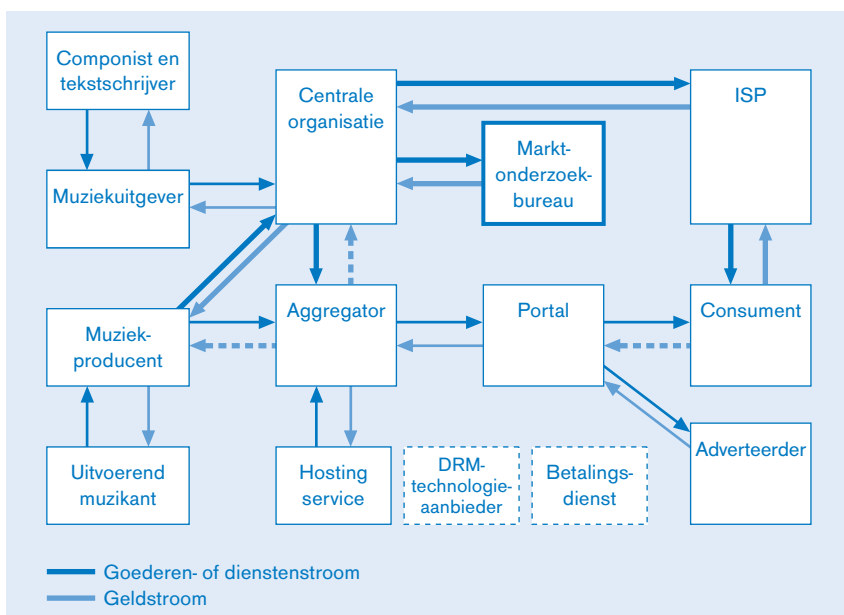 Componist en
tekstschrijver
Centrale
organisatie
ISP
Markt-
onderzoek-
bureau
Muziekuitgever
Muziek-
producent
Aggregator
Portal
Consument
Uitvoerend
muzikant
Hosting
service
DRM-
technologie-
aanbieder
Betalings-
dienst
Adverteerder
Goederen- of dienstenstroom
Geldstroom